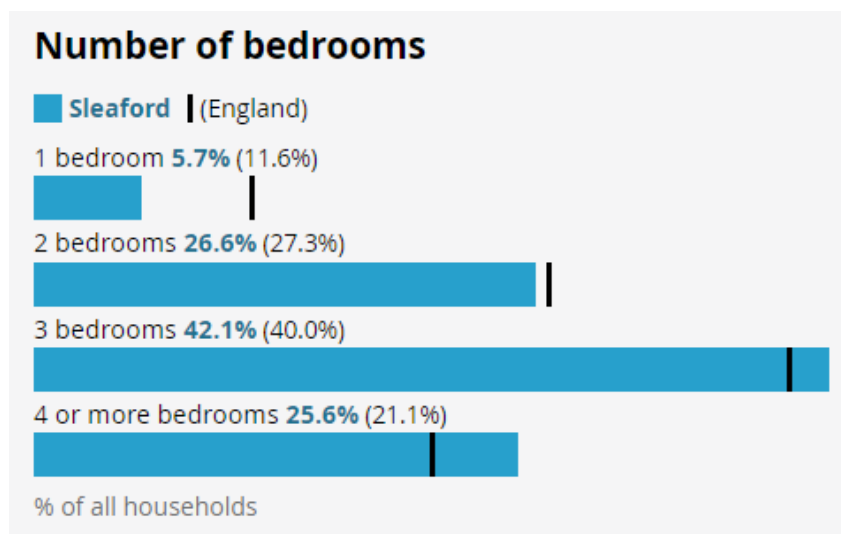 Number of bedrooms
Sleaford (England)
1 bedroom 5.7% (11.6%)
2 bedrooms 26.6% (27.3%)
3 bedrooms 42.1% (40.0%)
4 or more bedrooms 25.6% (21.1%)
% of all households